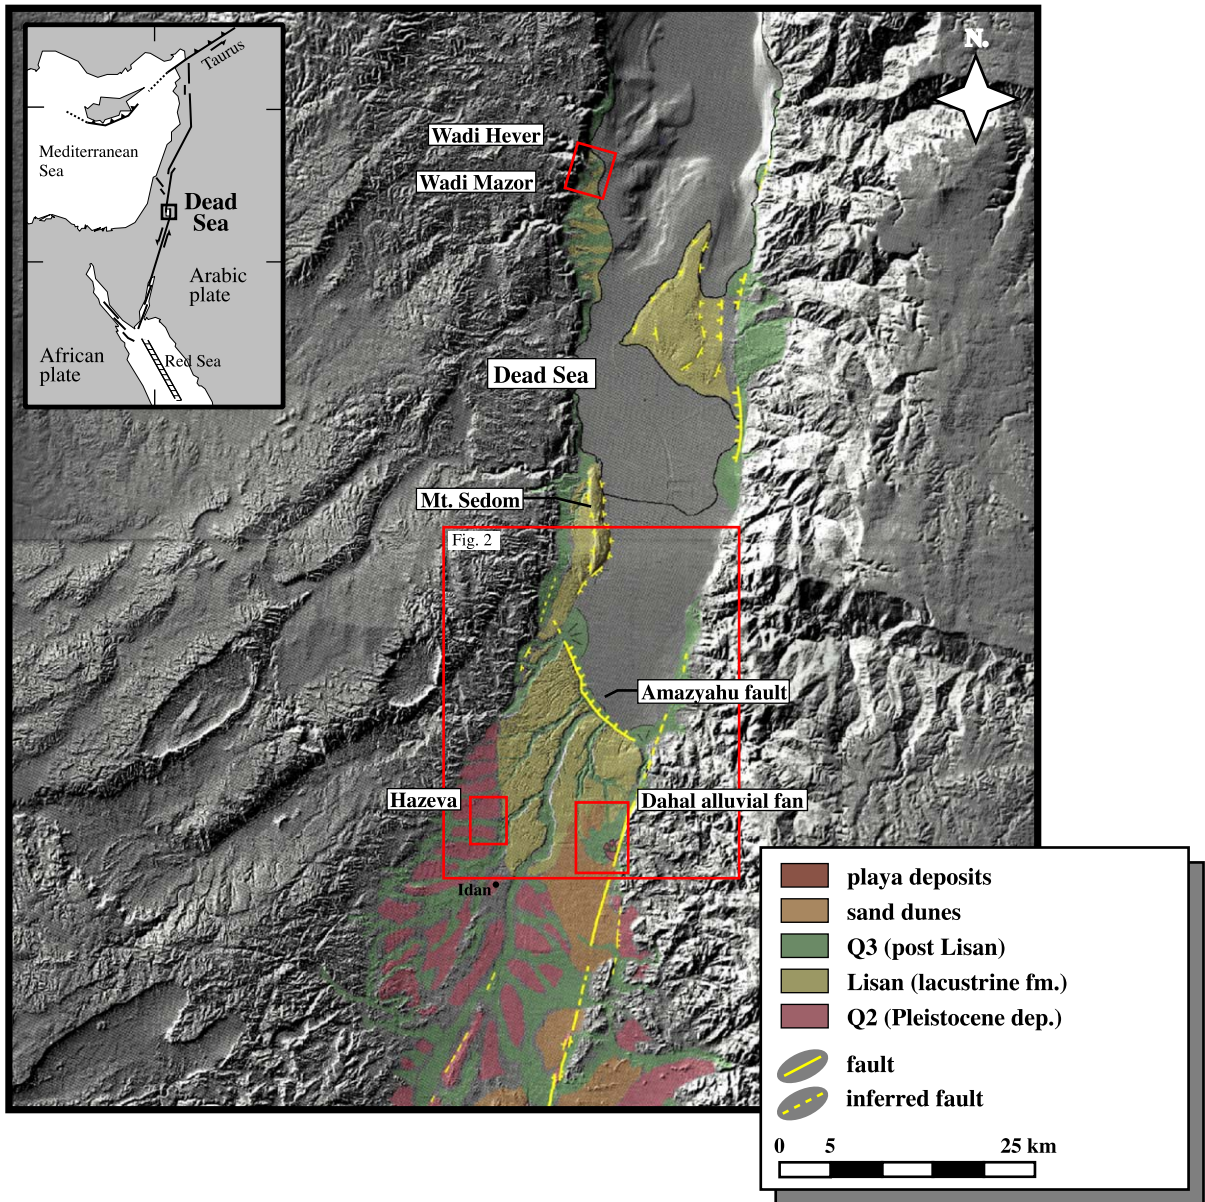 N.
Taurus
Mediterranean
Sea
Dead
Sea
Arabic
plate
African
plate
Red Sea
Wadi Hever
Wadi Mazor
Dead Sea
Mt. Sedom
Fig. 2
Amazyahu fault
Hazeva
Dahal alluvial fan
Idan
playa deposits
sand dunes
Q3 (post Lisan)
Lisan (lacustrine fm.)
Q2 (Pleistocene dep.)
fault
inferred fault
0 5 25 km